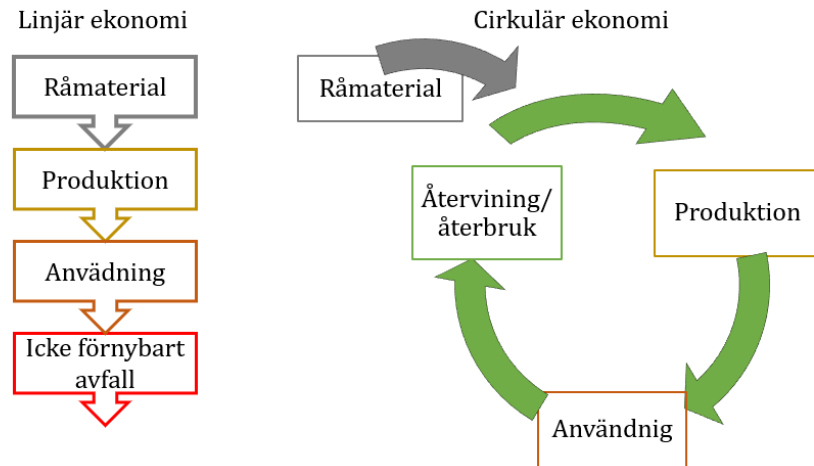 Linjär ekonomi
Råmaterial
Produktion
Anvädning
Icke förnybart
avfall
Cirkulär ekonomi
Råmaterial
Produktion
Användnig
Återvining/
återbruk